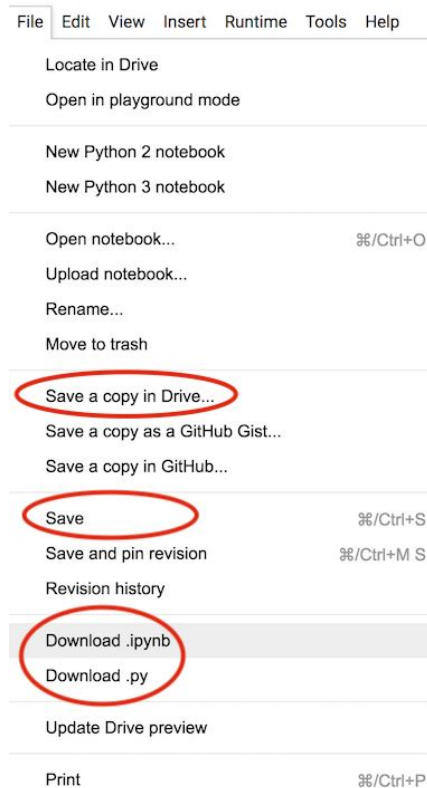 File Edit View Insert Runtime Tools Help
Locate in Drive
Open in playground mode
New Python 2 notebook
New Python 3 notebook
Open notebook... ⌘/Ctrl+O
Upload notebook...
Rename...
Move to trash
Save a copy in Drive...
Save a copy as a GitHub Gist...
Save a copy in GitHub...
Save ⌘/Ctrl+S
Save and pin revision ⌘/Ctrl+M S
Revision history
Download .ipynb
Download .py
Update Drive preview
Print ⌘/Ctrl+P